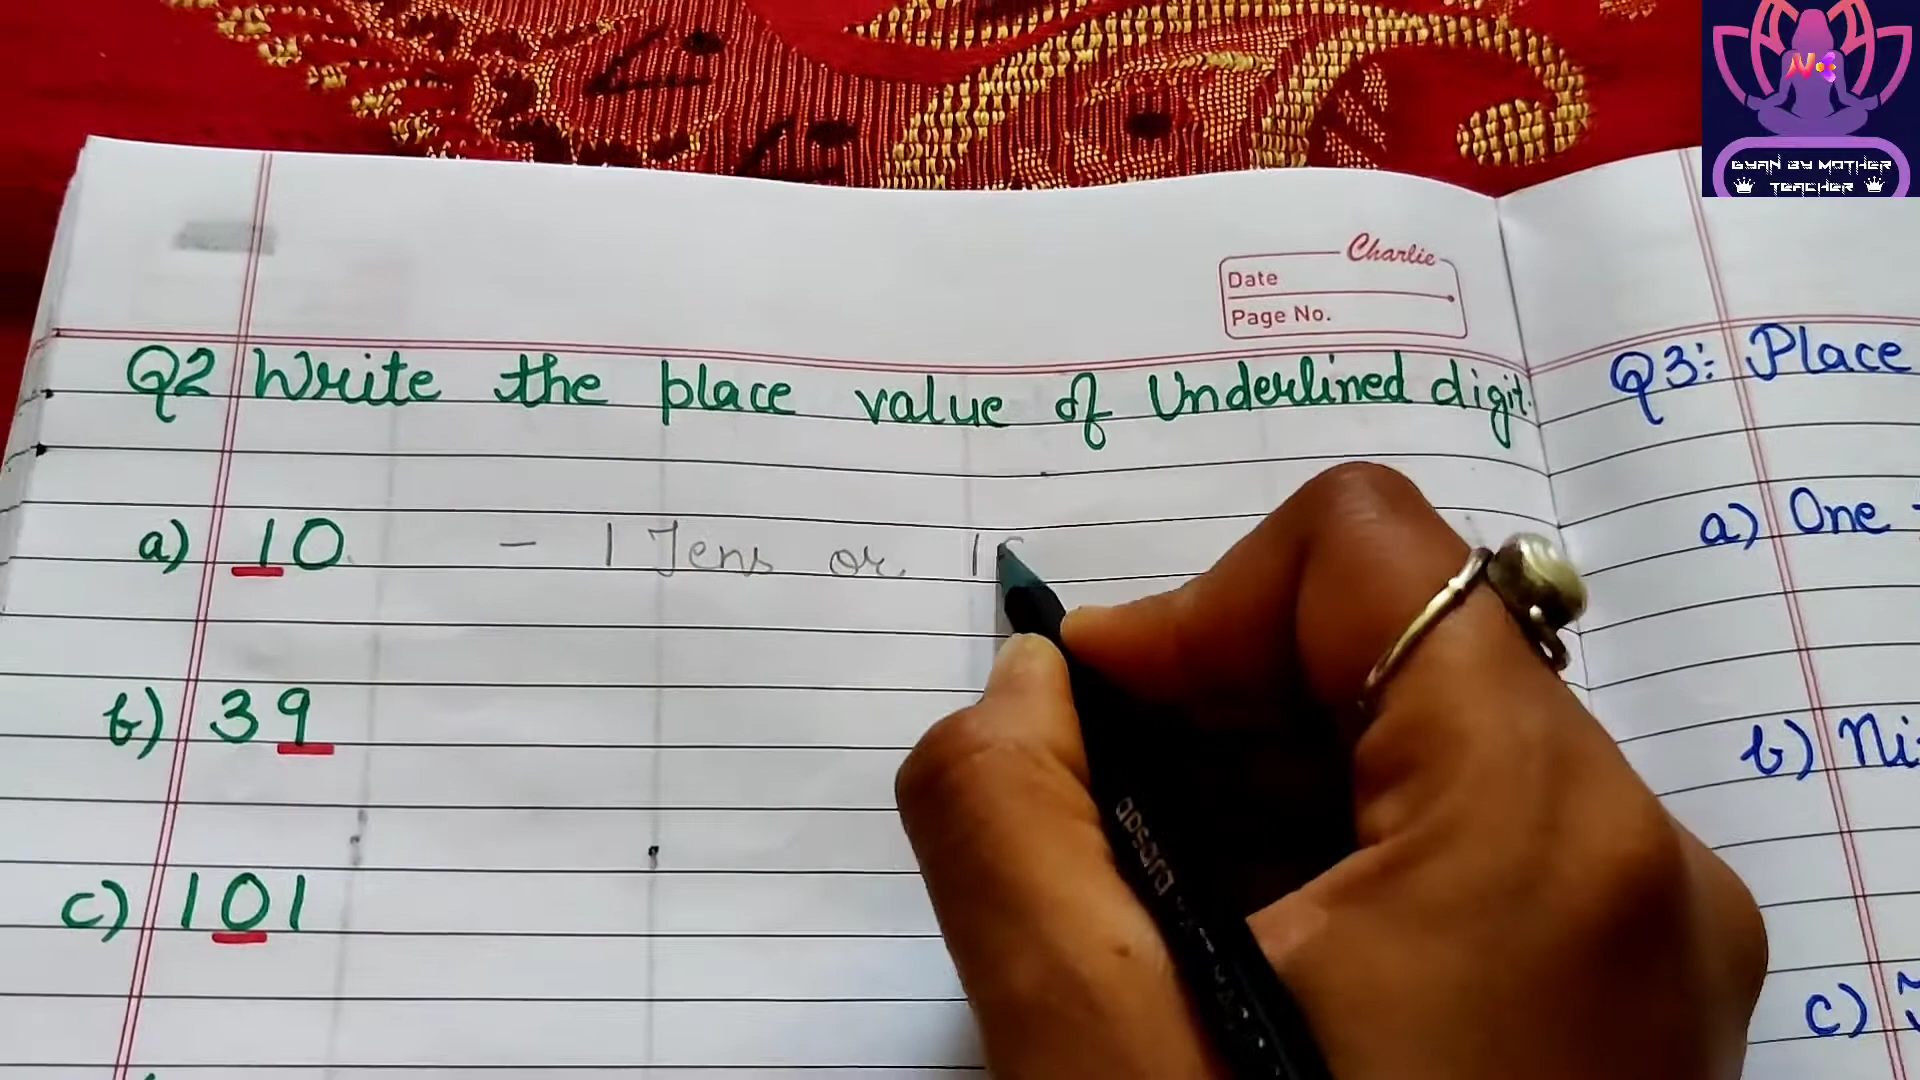 GYAN BY MOTHER
TEACHER
Charlie
Date
Page No.
Q2 Write the place value of Underlined digit.
a) 10 - 1 Tens or 1
b) 39
c) 101
Q3: Place
a) One
b) Ni
c)
apsara